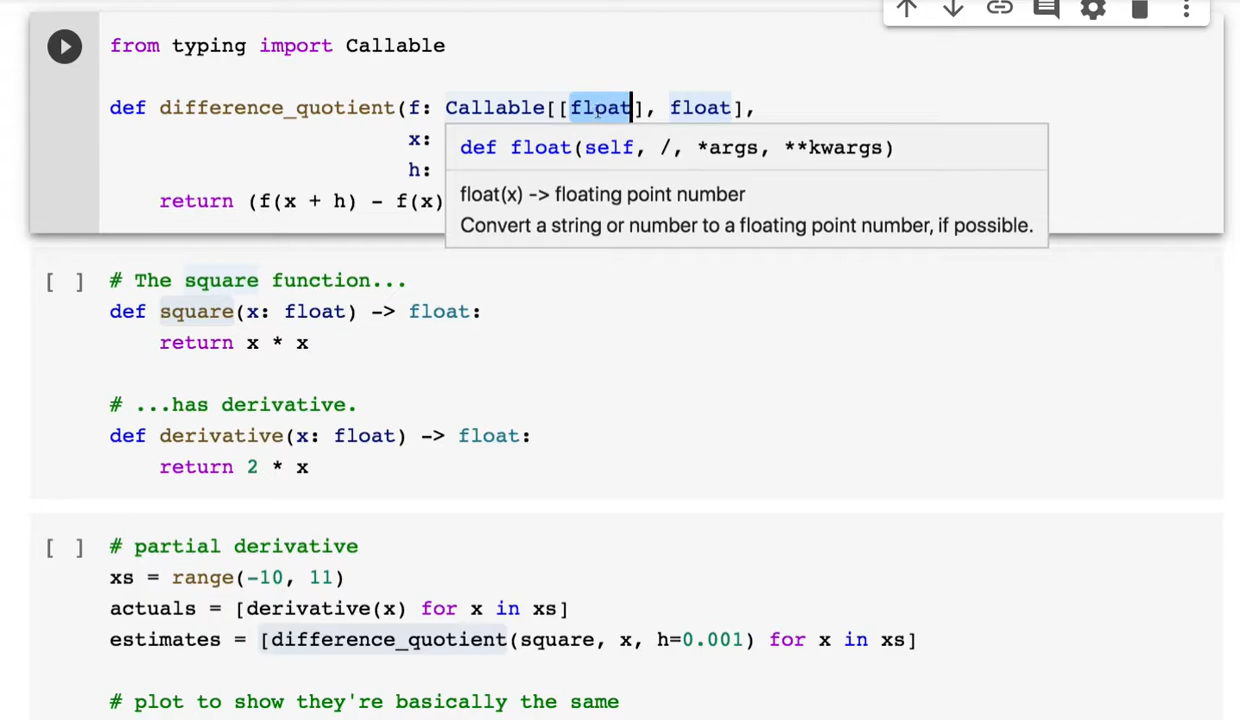 from typing import Callable
def difference_quotient(f: Callable[[float], float],
x:
def float(self, /, *args, **kwargs)
h:
float(x) -> floating point number
return (f(x + h) - f(x)
Convert a string or number to a floating point number, if possible.
[ ] # The square function...
def square(x: float) -> float:
return x * x
# ...has derivative.
def derivative(x: float) -> float:
return 2 * x
[ ] # partial derivative
xs = range(-10, 11)
actuals = [derivative(x) for x in xs]
estimates = [difference_quotient(square, x, h=0.001) for x in xs]
# plot to show they're basically the same